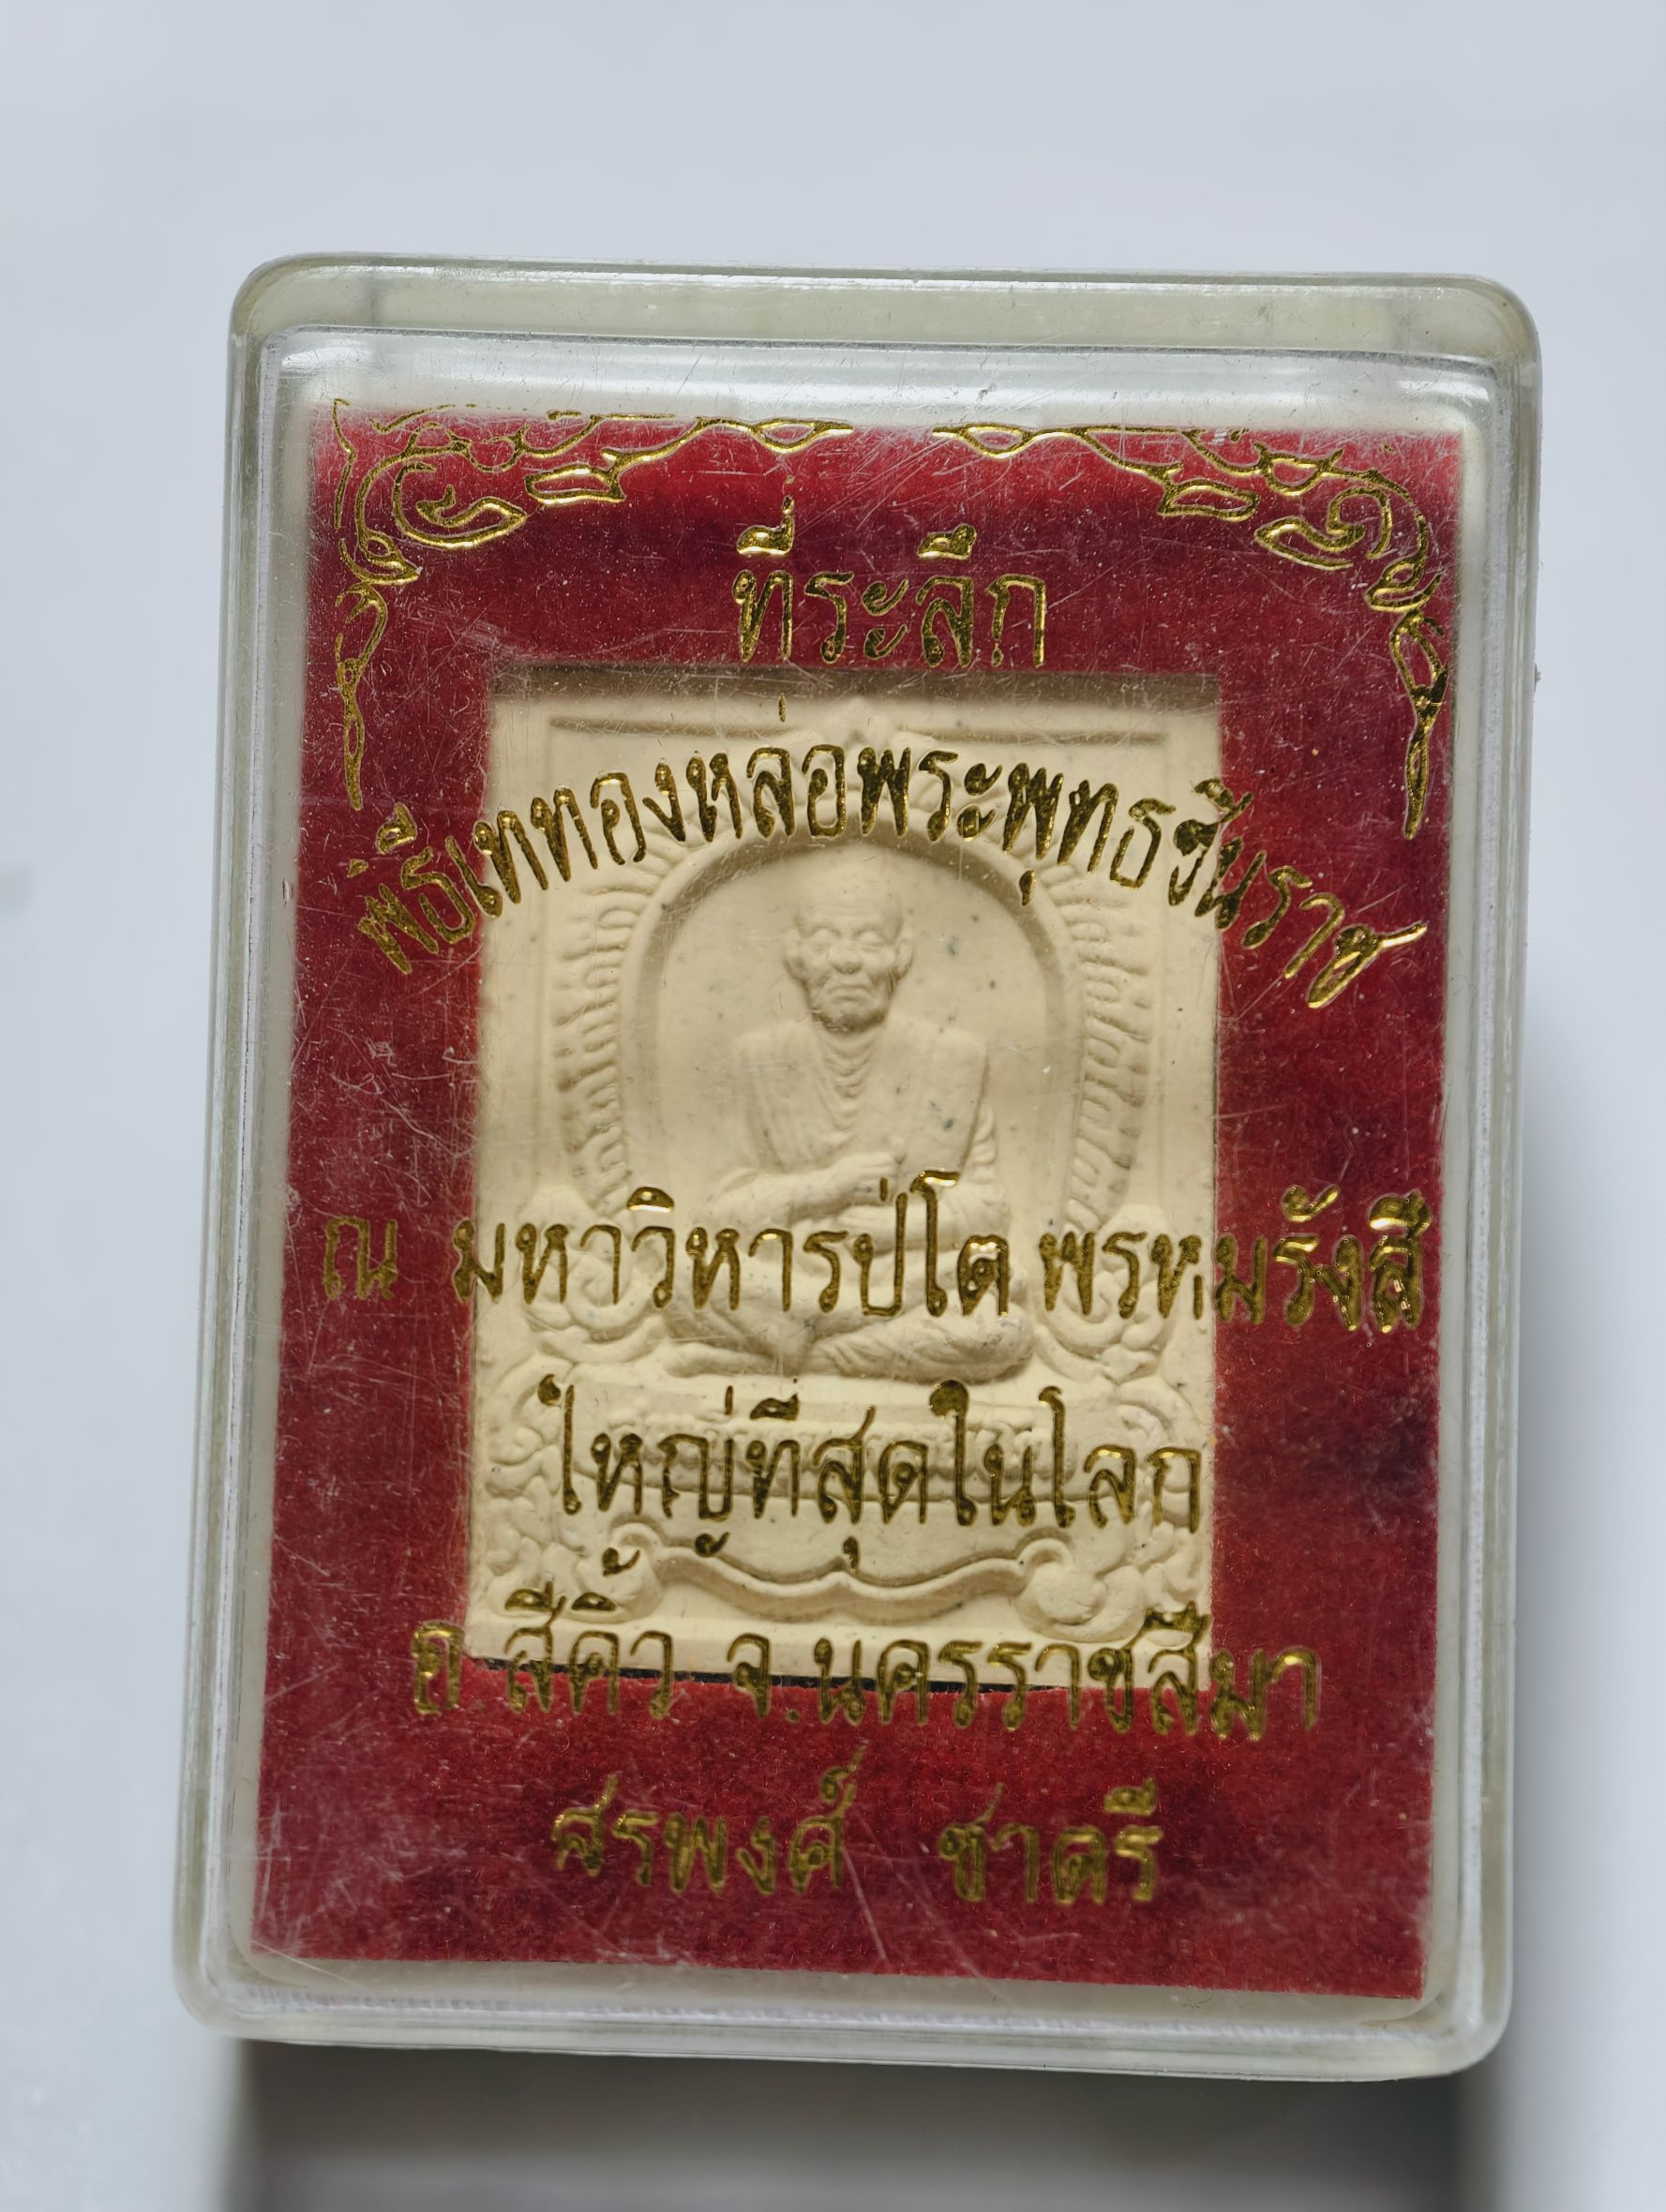 ที่ระลึก
พิธีเททองหล่อพระพุทธชินราช
ณ มหาวิหารป่โต พรหมรังสี
ใหญ่ที่สุดในโลก
อ.สีคิ้ว จ.นครราชสีมา
สรพงศ์ ชาตรี